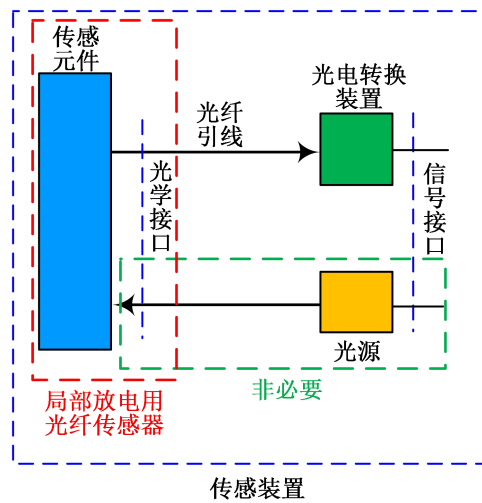 传感
元件
光电转换
装置
光纤
引线
光学接口
信号接口
光源
非必要
局部放电用
光纤传感器
传感装置